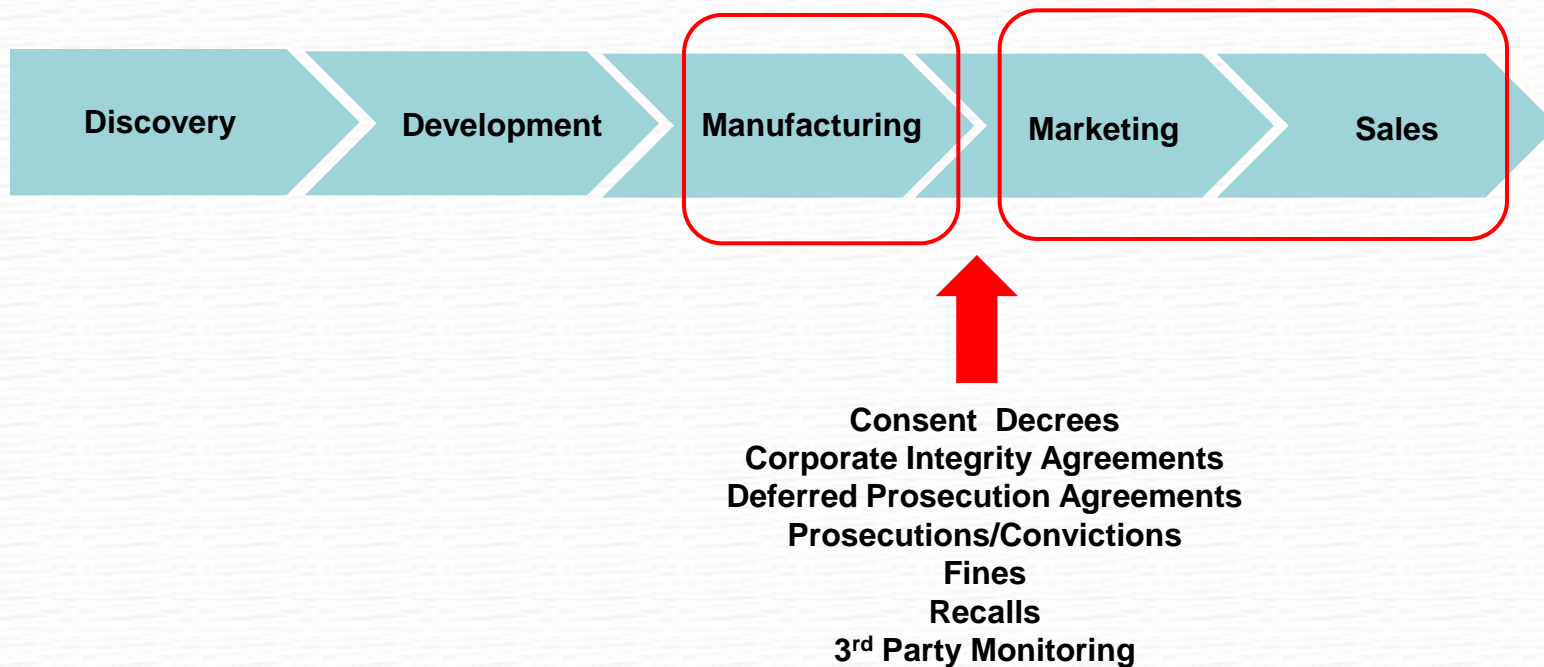 Discovery
Development
Manufacturing
Marketing
Sales
Consent Decrees
Corporate Integrity Agreements
Deferred Prosecution Agreements
Prosecutions/Convictions
Fines
Recalls
3rd Party Monitoring